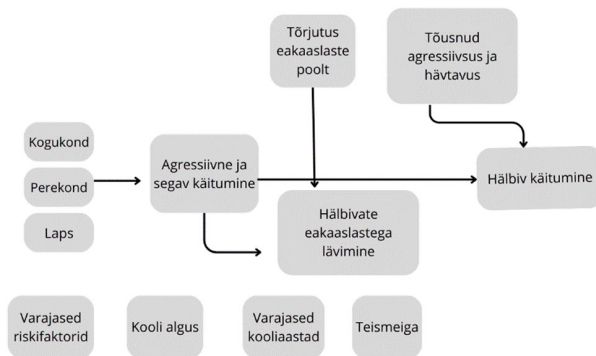 Tõrjutus
eakaaslaste
poolt
Tõusnud
agressiivsus ja
hävtavus
Kogukond
Perekond
Laps
Agressiivne ja
segav käitumine
Hälbiv käitumine
Hälbivate
eakaaslastega
lävimine
Varajased
riskifaktorid
Kooli algus
Varajased
kooliaastad
Teismeiga